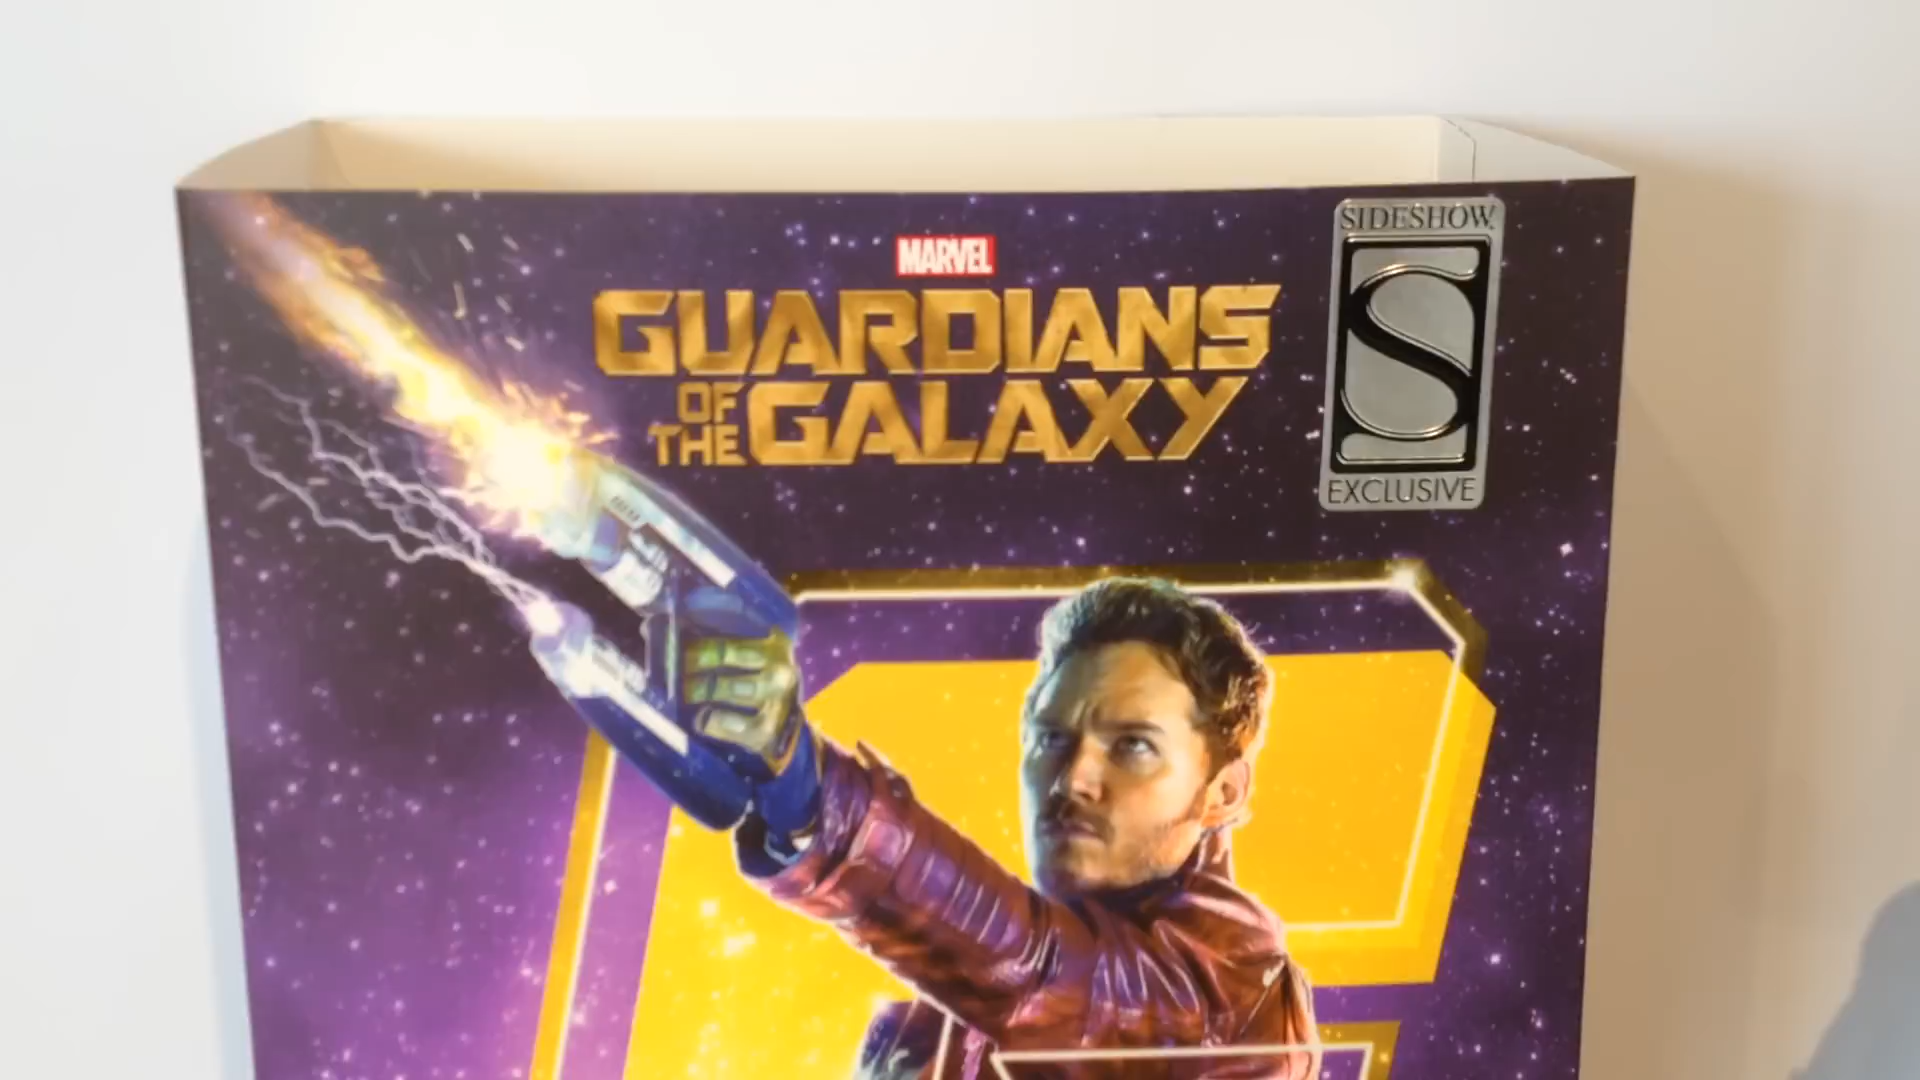 MARVEL
GUARDIANS
OF THE GALAXY
SIDESHOW
EXCLUSIVE